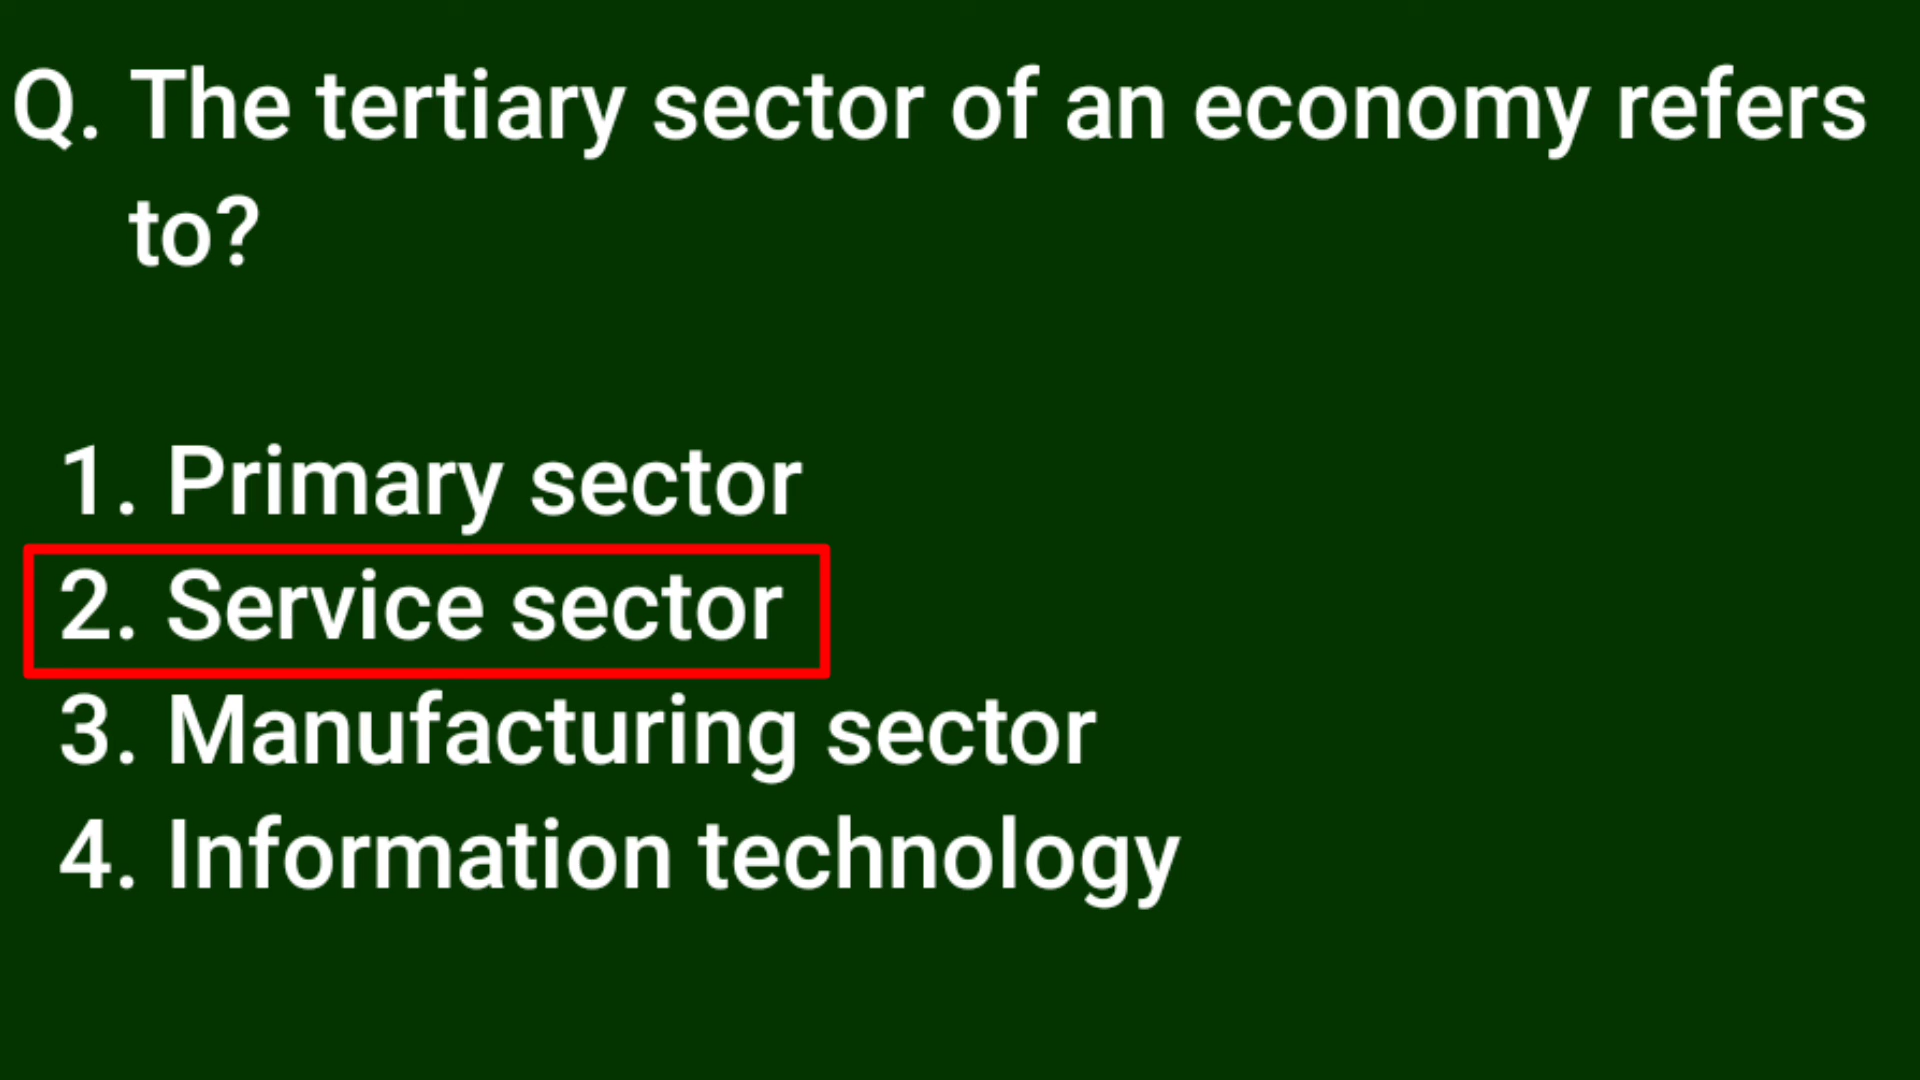 Q. The tertiary sector of an economy refers
to?
1. Primary sector
2. Service sector
3. Manufacturing sector
4. Information technology